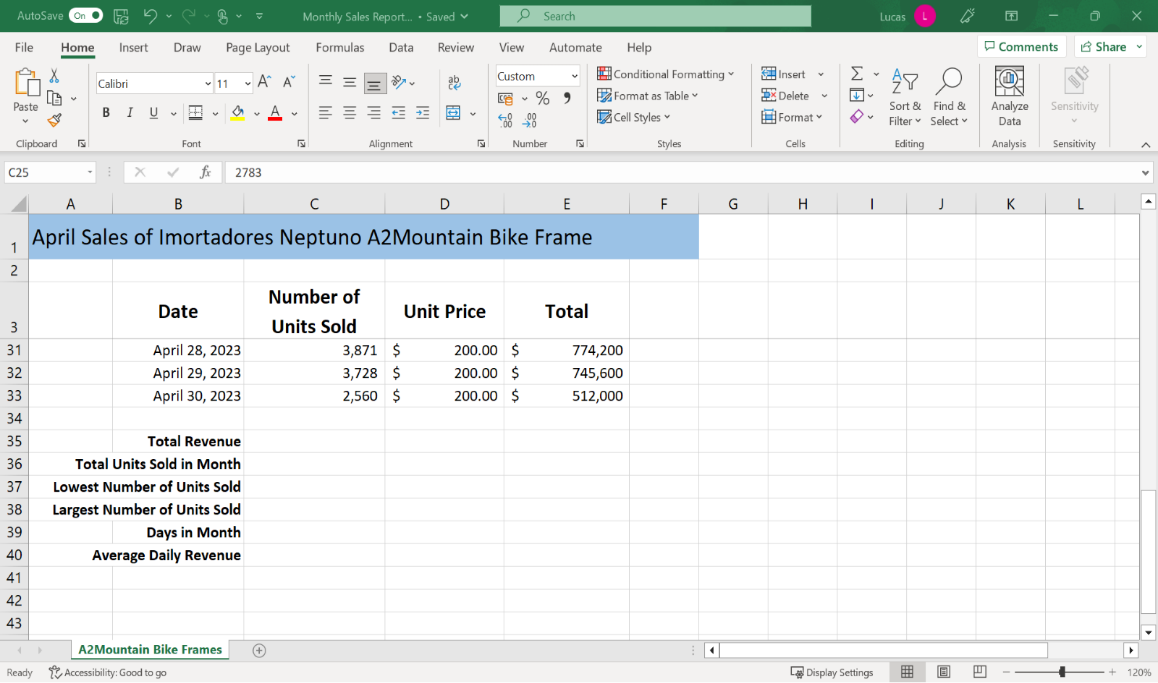 AutoSave On Monthly Sales Report... • Saved Search Lucas L
File Home Insert Draw Page Layout Formulas Data Review View Automate Help Comments Share
Paste
Clipboard
Calibri 11
B I U A
Font
ab
Alignment
Custom
% 9
Number
Conditional Formatting
Format as Table
Cell Styles
Styles
Insert
Delete
Format
Cells
Sort & Filter
Find & Select
Editing
Analyze Data
Analysis
Sensitivity
Sensitivity
C25 fx 2783
A B C D E F G H I J K L
1 April Sales of Imortadores Neptuno A2Mountain Bike Frame
2
3 Date Number of Units Sold Unit Price Total
31 April 28, 2023 3,871 $ 200.00 $ 774,200
32 April 29, 2023 3,728 $ 200.00 $ 745,600
33 April 30, 2023 2,560 $ 200.00 $ 512,000
34
35 Total Revenue
36 Total Units Sold in Month
37 Lowest Number of Units Sold
38 Largest Number of Units Sold
39 Days in Month
40 Average Daily Revenue
41
42
43
A2Mountain Bike Frames
Ready Accessibility: Good to go Display Settings 120%